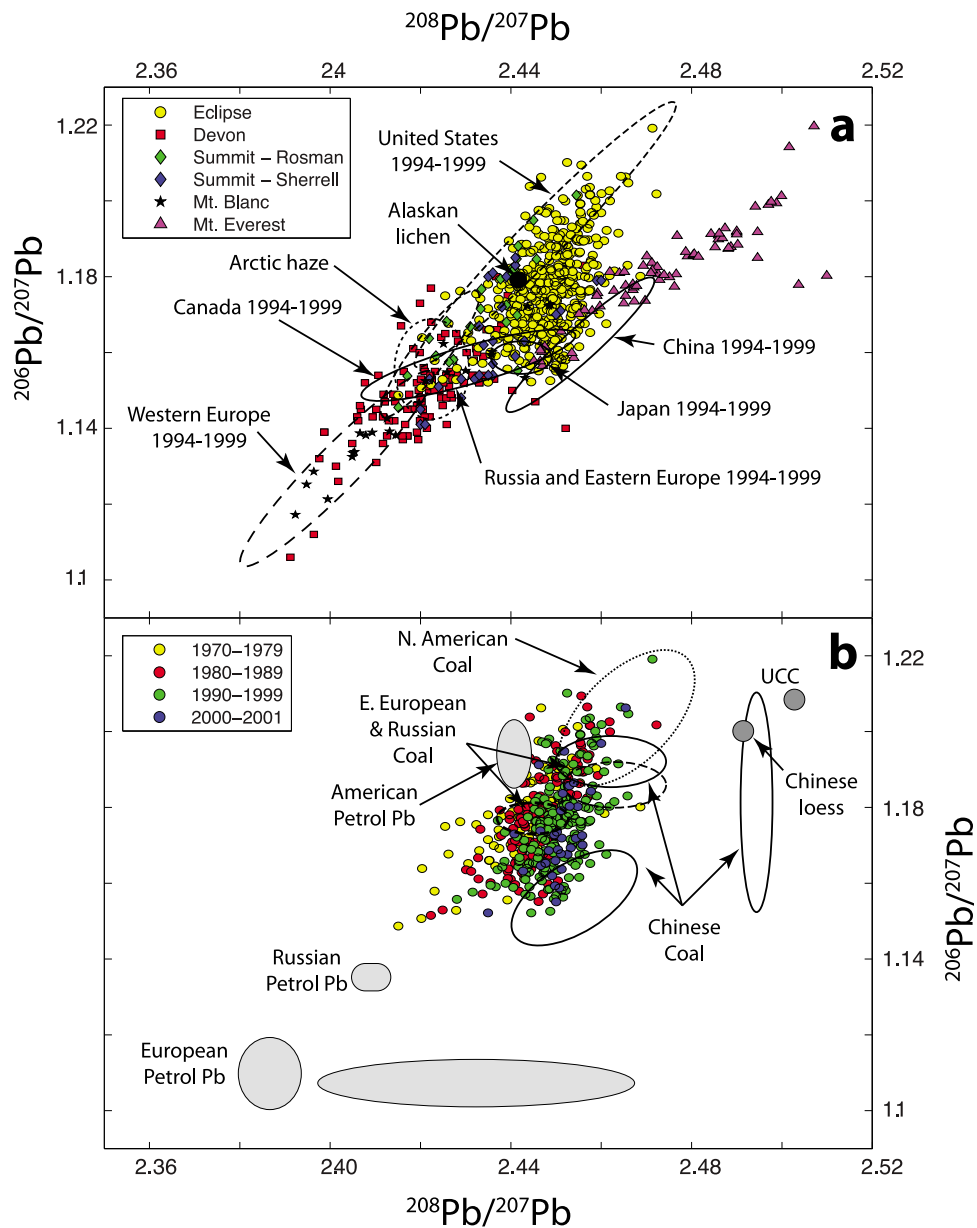 208Pb/207Pb
2.36 24 2.44 2.48 2.52
a
Eclipse
Devon
Summit – Rosman
Summit – Sherrell
Mt. Blanc
Mt. Everest
United States
1994-1999
Alaskan
lichen
Arctic haze
Canada 1994-1999
China 1994-1999
Western Europe
1994-1999
Japan 1994-1999
Russia and Eastern Europe 1994-1999
1.22
1.18
1.14
1.1
206Pb/207Pb
b
1970–1979
1980–1989
1990–1999
2000–2001
N. American
Coal
UCC
E. European
& Russian
Coal
American
Petrol Pb
Chinese
loess
Chinese
Coal
Russian
Petrol Pb
European
Petrol Pb
1.22
1.18
1.14
1.1
206Pb/207Pb
2.36 2.40 2.44 2.48 2.52
208Pb/207Pb